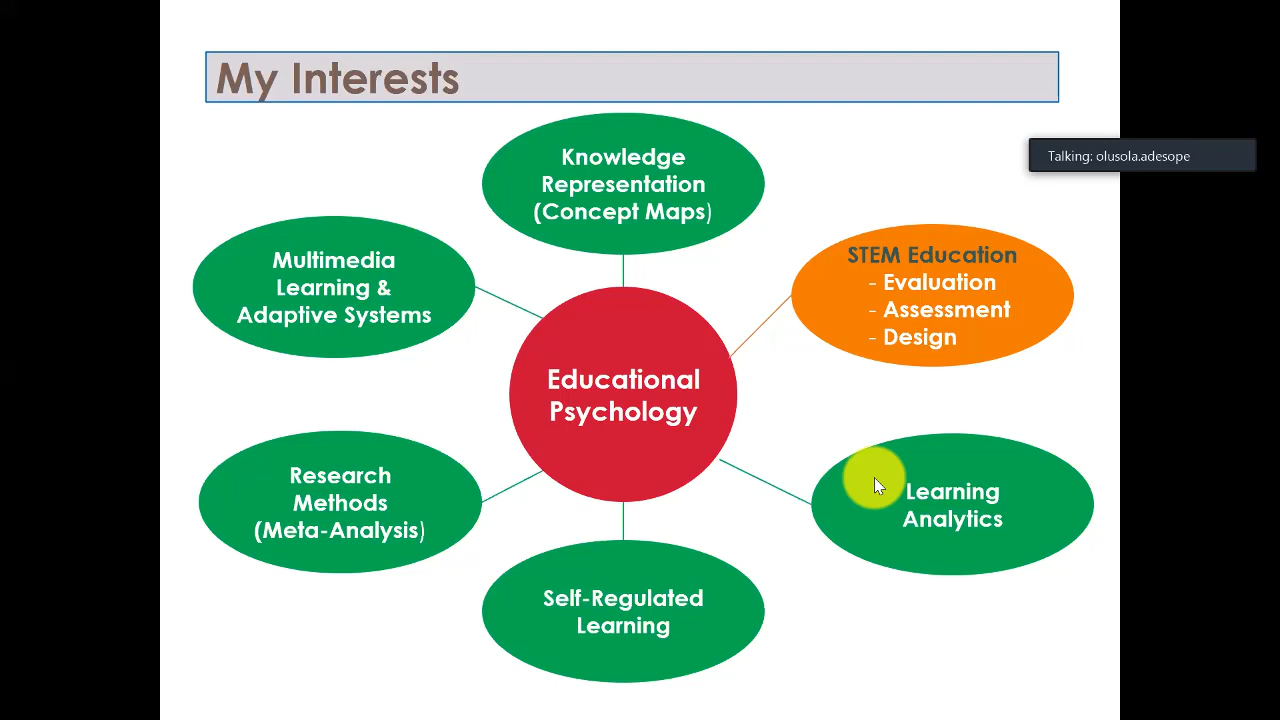 My Interests
Knowledge
Representation
(Concept Maps)
Talking: olusola.adesope
Multimedia
Learning &
Adaptive Systems
STEM Education
- Evaluation
- Assessment
- Design
Educational
Psychology
Research
Methods
(Meta-Analysis)
Learning
Analytics
Self-Regulated
Learning